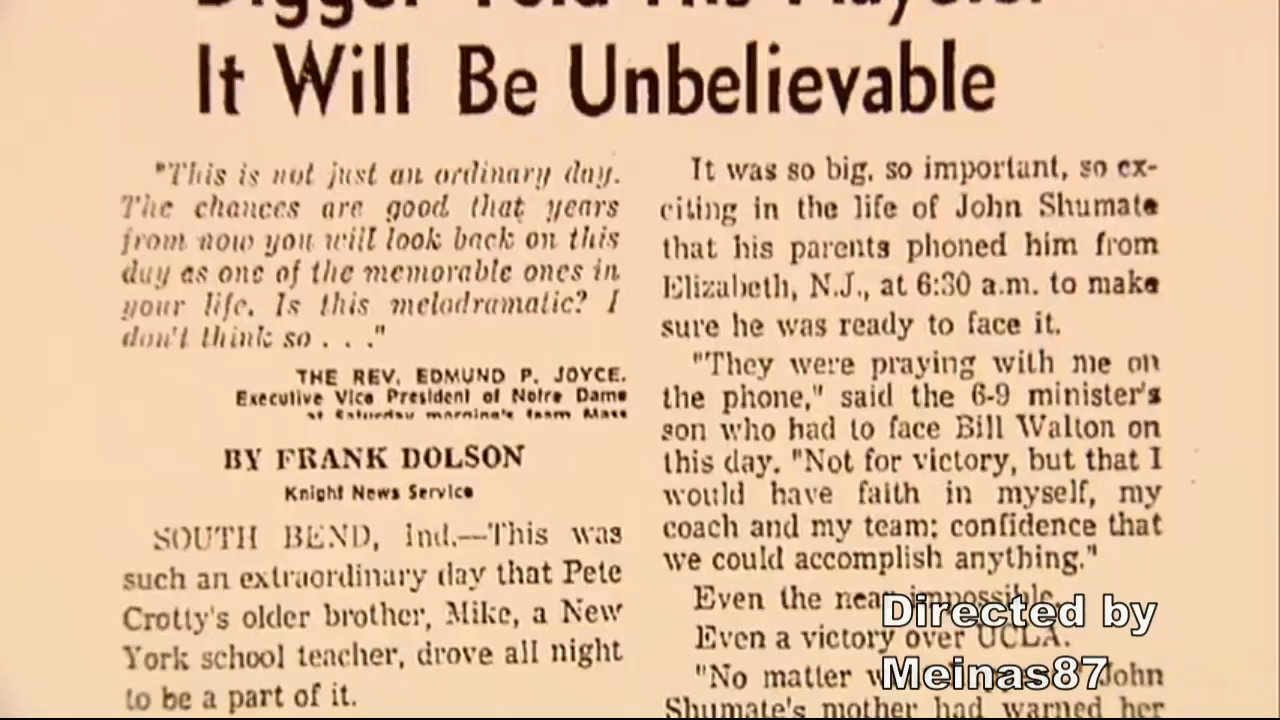 Digger Told His Players:
It Will Be Unbelievable
"This is not just an ordinary day.
The chances are good that years
from now you will look back on this
day as one of the memorable ones in
your life. Is this melodramatic? I
don't think so . . ."
THE REV. EDMUND P. JOYCE.
Executive Vice President of Notre Dame
at Saturday morning's team Mass
BY FRANK DOLSON
Knight News Service
SOUTH BEND, Ind.—This was
such an extraordinary day that Pete
Crotty's older brother, Mike, a New
York school teacher, drove all night
to be a part of it.
It was so big, so important, so ex-
citing in the life of John Shumate
that his parents phoned him from
Elizabeth, N.J., at 6:30 a.m. to make
sure he was ready to face it.
"They were praying with me on
the phone," said the 6-9 minister's
son who had to face Bill Walton on
this day. "Not for victory, but that I
would have faith in myself, my
coach and my team; confidence that
we could accomplish anything."
Even the near impossible.
Even a victory over UCLA.
"No matter John
Shumate's mother had warned her
Directed by
Meinas87